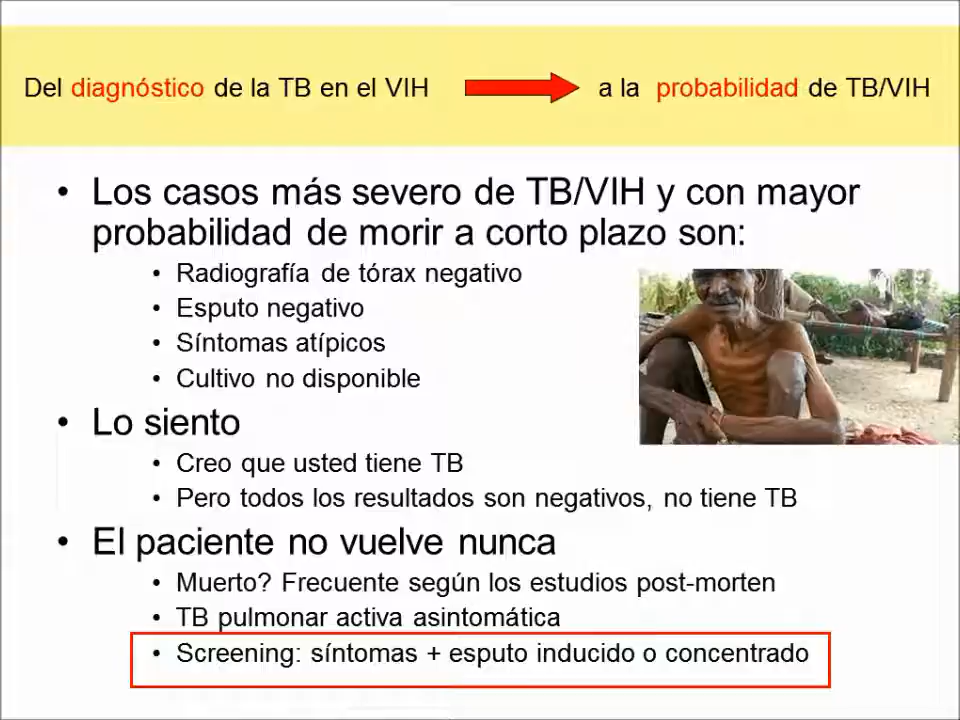 Del diagnóstico de la TB en el VIH a la probabilidad de TB/VIH
• Los casos más severo de TB/VIH y con mayor
probabilidad de morir a corto plazo son:
• Radiografía de tórax negativo
• Esputo negativo
• Síntomas atípicos
• Cultivo no disponible
• Lo siento
• Creo que usted tiene TB
• Pero todos los resultados son negativos, no tiene TB
• El paciente no vuelve nunca
• Muerto? Frecuente según los estudios post-morten
• TB pulmonar activa asintomática
• Screening: síntomas + esputo inducido o concentrado